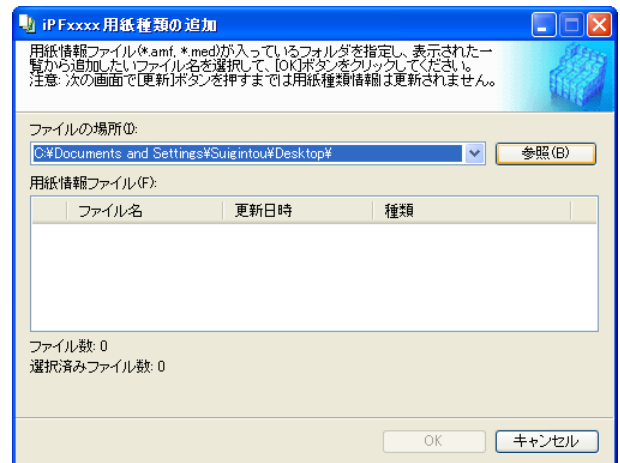 iPFxxxx 用紙種類の追加
用紙情報ファイル(*.amf, *.med)が入っているフォルダを指定し、表示された一
覧から追加したいファイル名を選択して、[OK]ボタンをクリックしてください。
注意: 次の画面で[更新]ボタンを押すまでは用紙種類情報は更新されません。
ファイルの場所(I):
C:¥Documents and Settings¥Suigintou¥Desktop¥
参照(B)
用紙情報ファイル(F):
ファイル名 更新日時 種類
ファイル数: 0
選択済みファイル数: 0
OK キャンセル